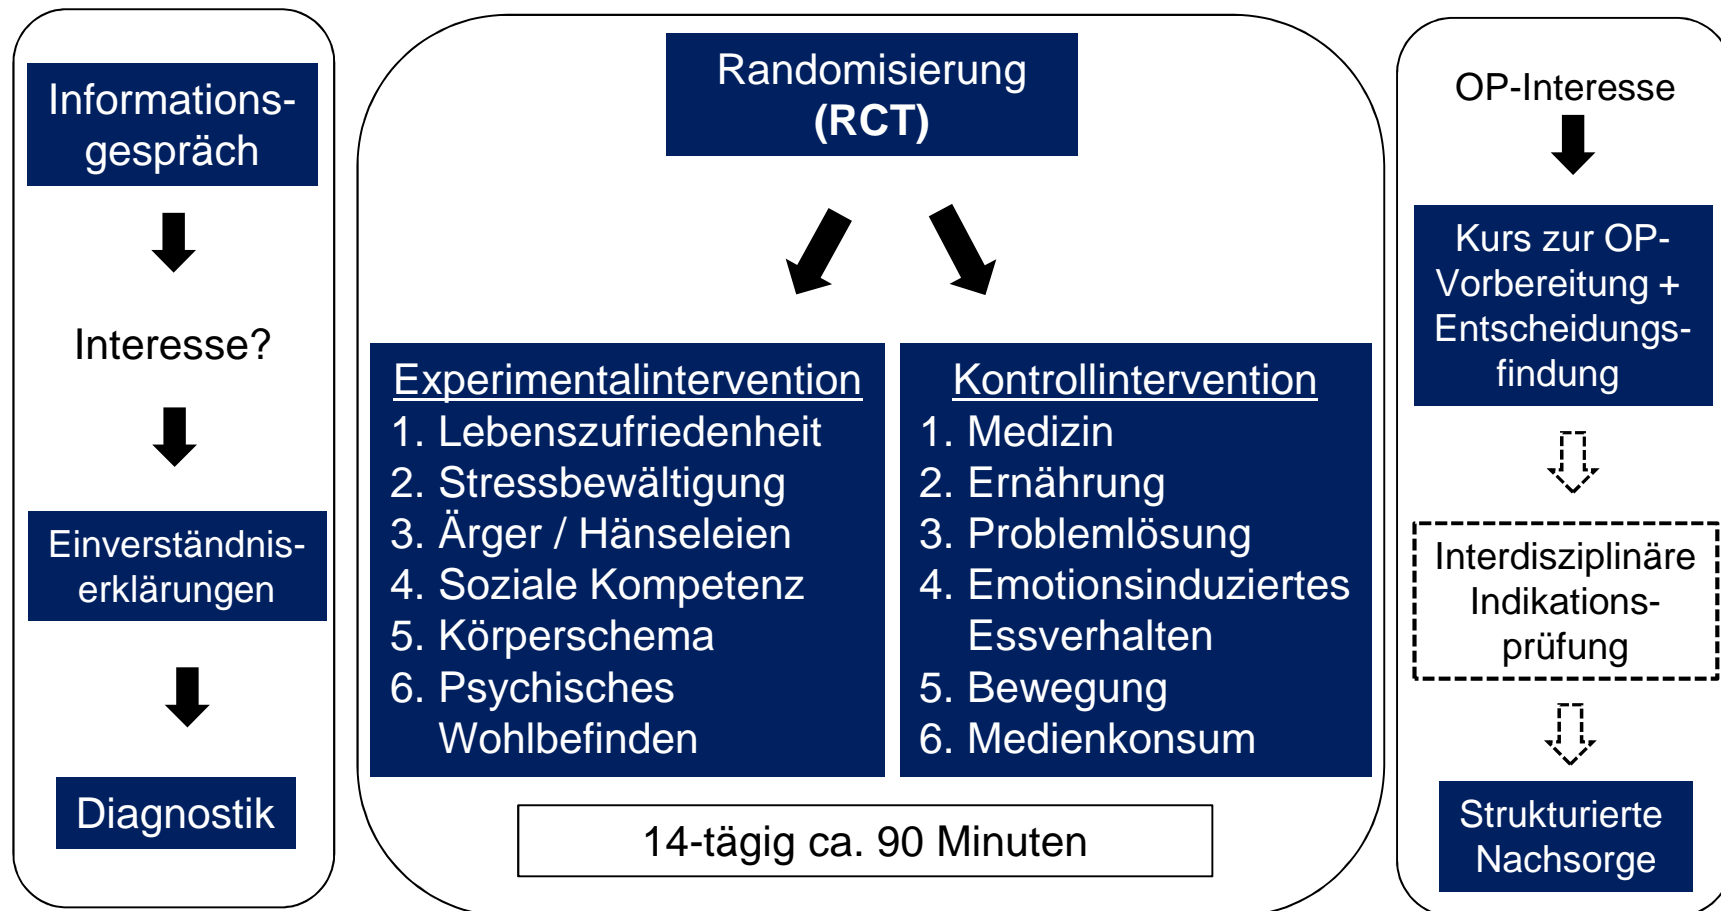 Informations-
gespräch
Interesse?
Einverständnis-
erklärungen
Diagnostik
Randomisierung
(RCT)
Experimentalintervention
1. Lebenszufriedenheit
2. Stressbewältigung
3. Ärger / Hänseleien
4. Soziale Kompetenz
5. Körperschema
6. Psychisches
Wohlbefinden
Kontrollintervention
1. Medizin
2. Ernährung
3. Problemlösung
4. Emotionsinduziertes
Essverhalten
5. Bewegung
6. Medienkonsum
14-tägig ca. 90 Minuten
OP-Interesse
Kurs zur OP-
Vorbereitung +
Entscheidungs-
findung
Interdisziplinäre
Indikations-
prüfung
Strukturierte
Nachsorge